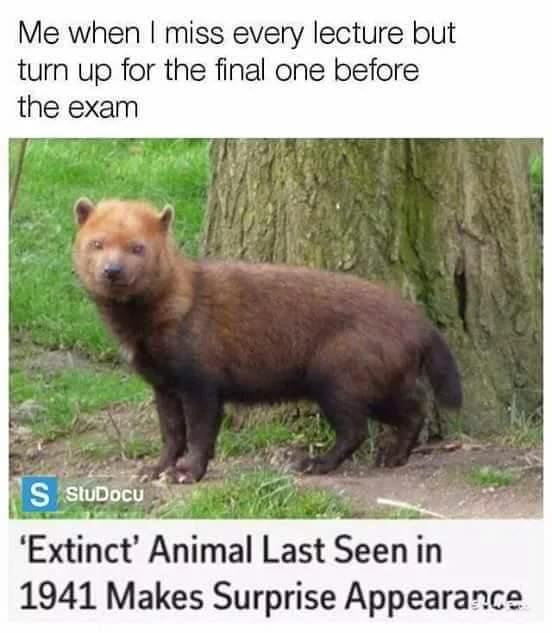 Me when I miss every lecture but
turn up for the final one before
the exam
S StuDocu
'Extinct' Animal Last Seen in
1941 Makes Surprise Appearance